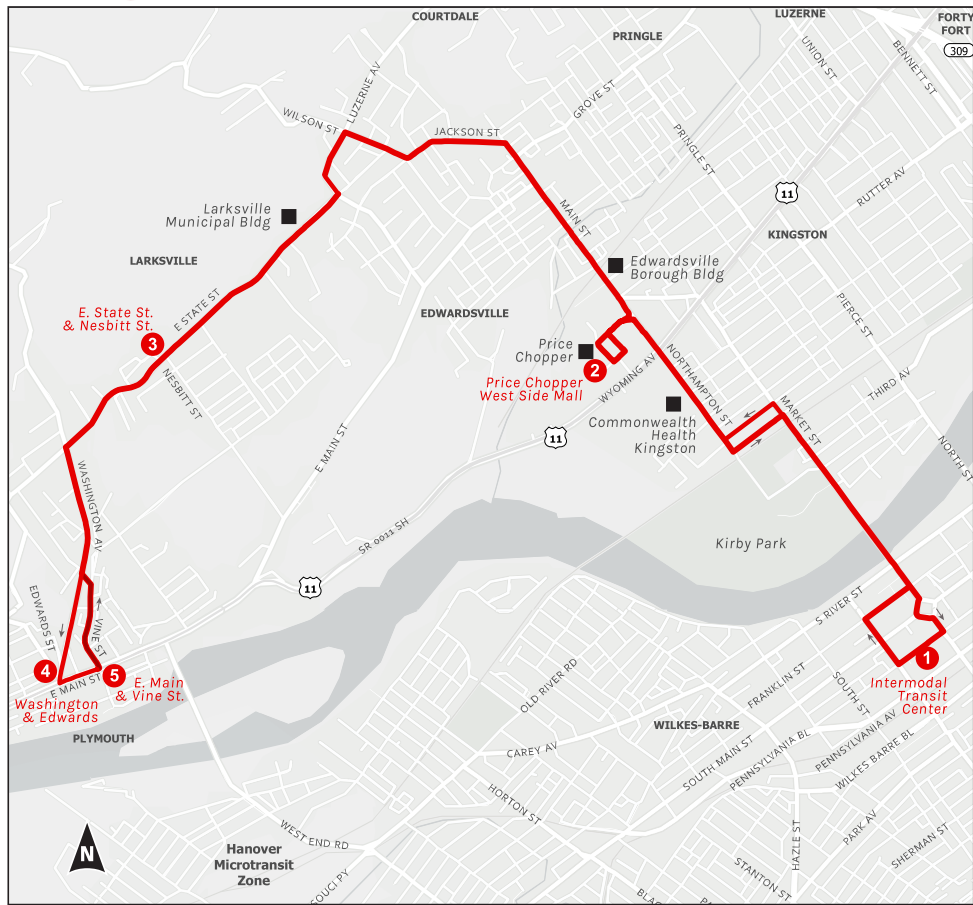 COURTDALE
LUZERNE
FORTY
FORT
309
PRINGLE
LUZERNE AV
UNION ST
BENNETT ST
WILSON ST
GROVE ST
JACKSON ST
PRINGLE ST
RUTTER AV
11
Larksville
Municipal Bldg
MAIN ST
KINGSTON
LARKSVILLE
Edwardsville
Borough Bldg
E STATE ST
E. State St.
& Nesbitt St.
3
EDWARDSVILLE
PIERCE ST
Price
Chopper
2
Price Chopper
West Side Mall
WYOMING AV
NORTHAMPTON ST
THIRD AV
NESBITT ST
MARKET ST
Commonwealth
Health
Kingston
E MAIN ST
11
NORTH ST
WASHINGTON AV
SR 0011 SH
Kirby Park
11
EDWARDS ST
VINE ST
S RIVER ST
4
5
E MAIN ST
E. Main
& Vine St.
Washington
& Edwards
1
Intermodal
Transit
Center
OLD RIVER RD
FRANKLIN ST
SOUTH ST
PLYMOUTH
WILKES-BARRE
CAREY AV
SOUTH MAIN ST
PENNSYLVANIA BL
PENNSYLVANIA AV
WILKES BARRE BL
HORTON ST
WEST END RD
N
Hanover
Microtransit
Zone
HAZLE ST
PARK AV
SHERMAN ST
STANTON ST
SOUCI PY
BLAC
PA